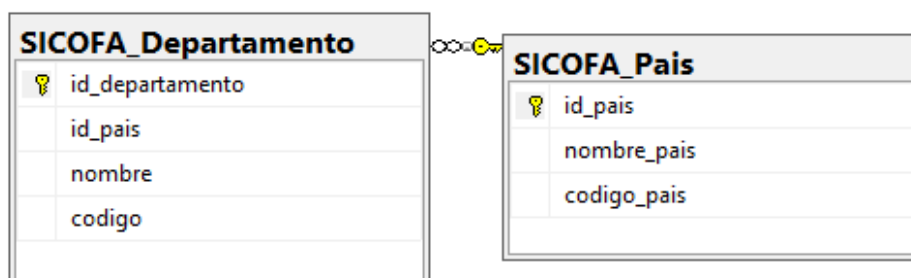 SICOFA_Departamento
id_departamento
id_pais
nombre
codigo
SICOFA_Pais
id_pais
nombre_pais
codigo_pais